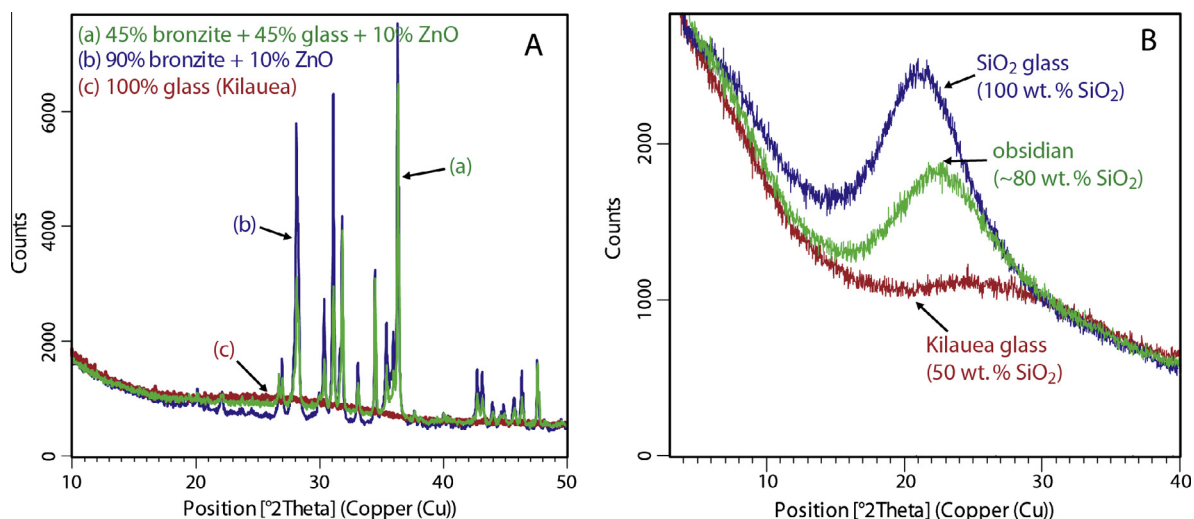 (a) 45% bronzite + 45% glass + 10% ZnO
(b) 90% bronzite + 10% ZnO
(c) 100% glass (Kilauea)
A
(a)
(b)
(c)
6000
4000
2000
0
Counts
10
20
30
40
50
Position [°2Theta] (Copper (Cu)
B
SiO₂ glass
(100 wt. % SiO₂)
obsidian
(~80 wt. % SiO₂)
Kilauea glass
(50 wt. % SiO₂)
2000
1000
0
Counts
10
20
30
40
Position [°2Theta] (Copper (Cu)